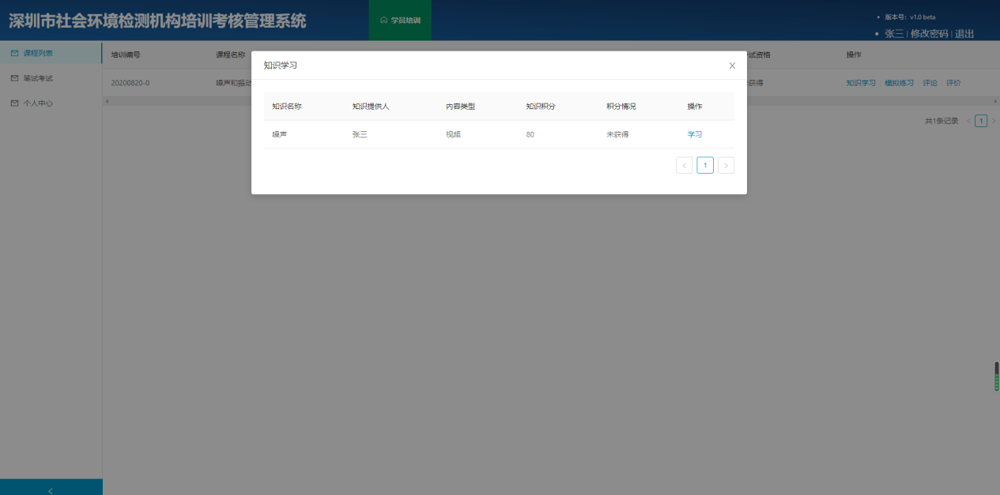 深圳市社会环境检测机构培训考核管理系统
学员培训
版本号：v1.0 beta
张三 | 修改密码 | 退出
课程列表
笔试考试
个人中心
培训编号 课程名称 试资格 操作
20200820-0 噪声和振动 获得 知识学习 模拟练习 评论 评价
共1条记录 < 1 >
知识学习 X
知识名称 知识提供人 内容类型 知识积分 积分情况 操作
噪声 张三 视频 80 未获得 学习
< 1 >
<